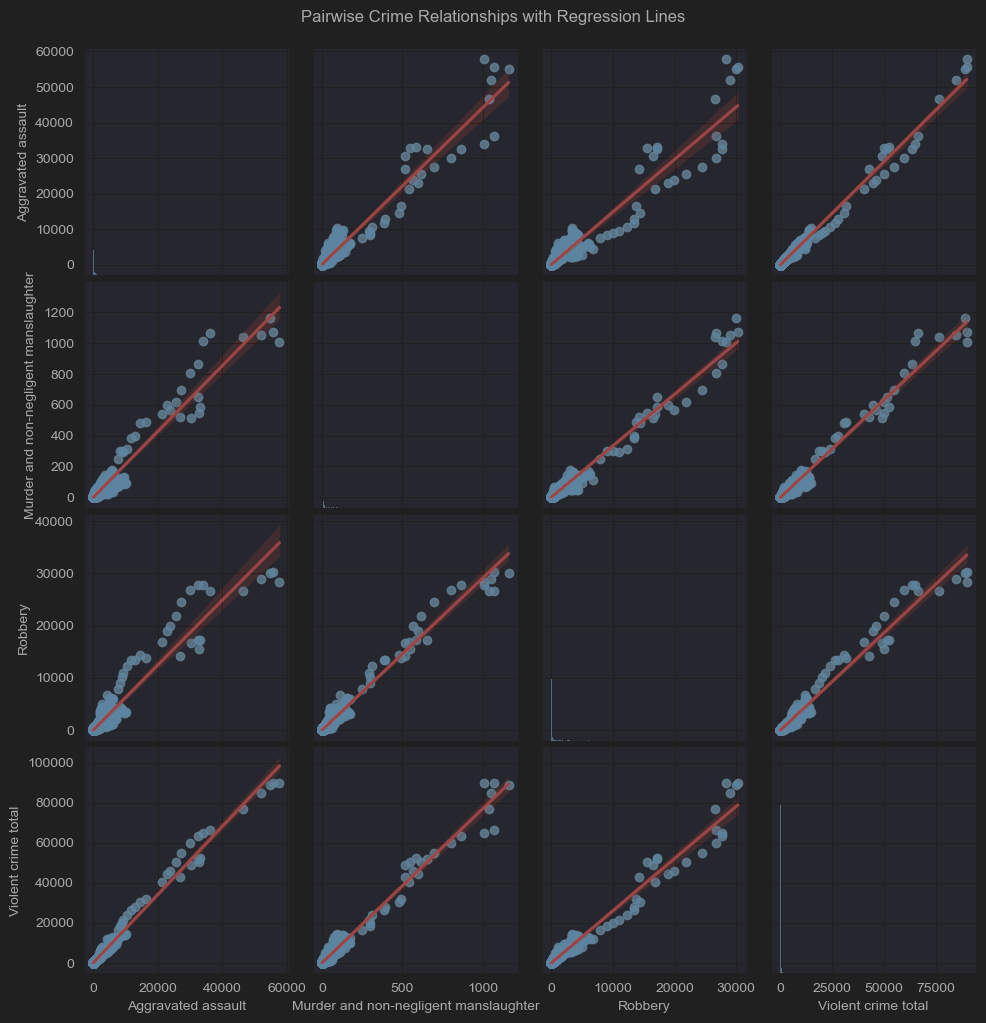 Pairwise Crime Relationships with Regression Lines
60000
50000
40000
30000
20000
10000
0
Aggravated assault
1200
1000
800
600
400
200
0
Murder and non-negligent manslaughter
40000
30000
20000
10000
0
Robbery
100000
80000
60000
40000
20000
0
Violent crime total
0 20000 40000 60000
Aggravated assault
0 500 1000
Murder and non-negligent manslaughter
0 10000 20000 30000
Robbery
0 25000 50000 75000
Violent crime total